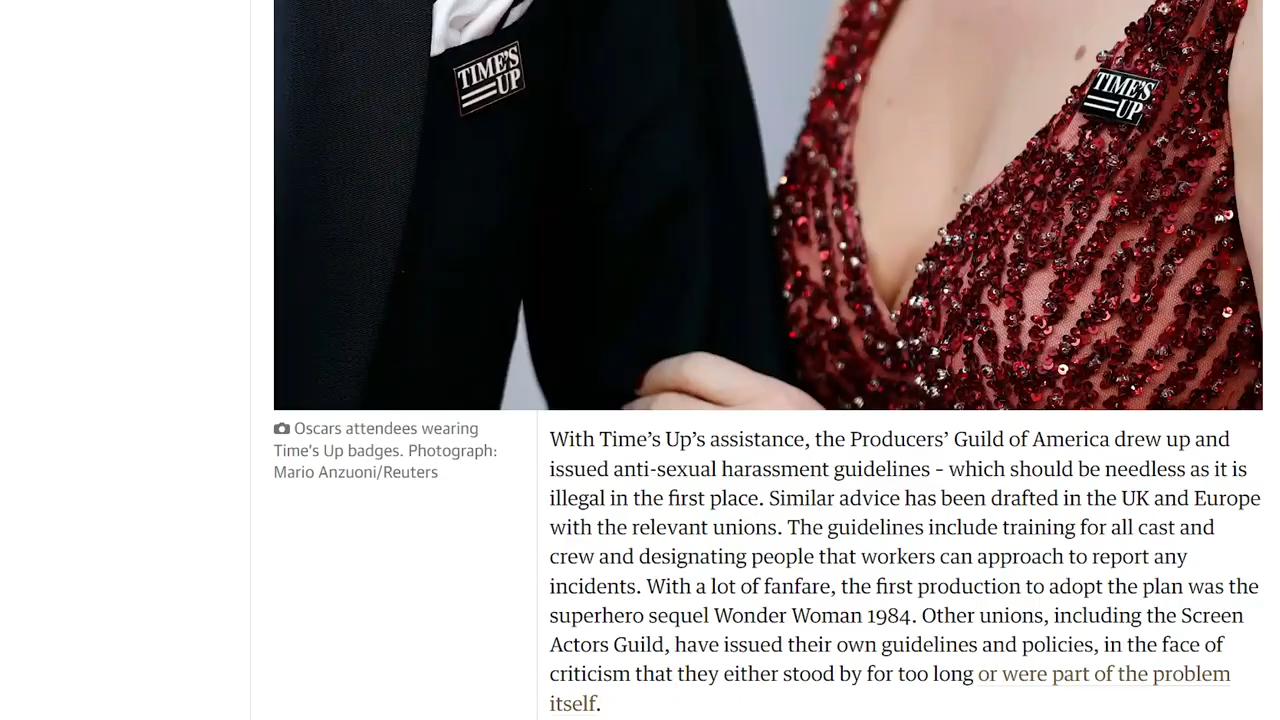 TIME'S
UP
TIME'S
UP
Oscars attendees wearing
Time's Up badges. Photograph:
Mario Anzuoni/Reuters
With Time’s Up’s assistance, the Producers’ Guild of America drew up and
issued anti-sexual harassment guidelines – which should be needless as it is
illegal in the first place. Similar advice has been drafted in the UK and Europe
with the relevant unions. The guidelines include training for all cast and
crew and designating people that workers can approach to report any
incidents. With a lot of fanfare, the first production to adopt the plan was the
superhero sequel Wonder Woman 1984. Other unions, including the Screen
Actors Guild, have issued their own guidelines and policies, in the face of
criticism that they either stood by for too long or were part of the problem
itself.